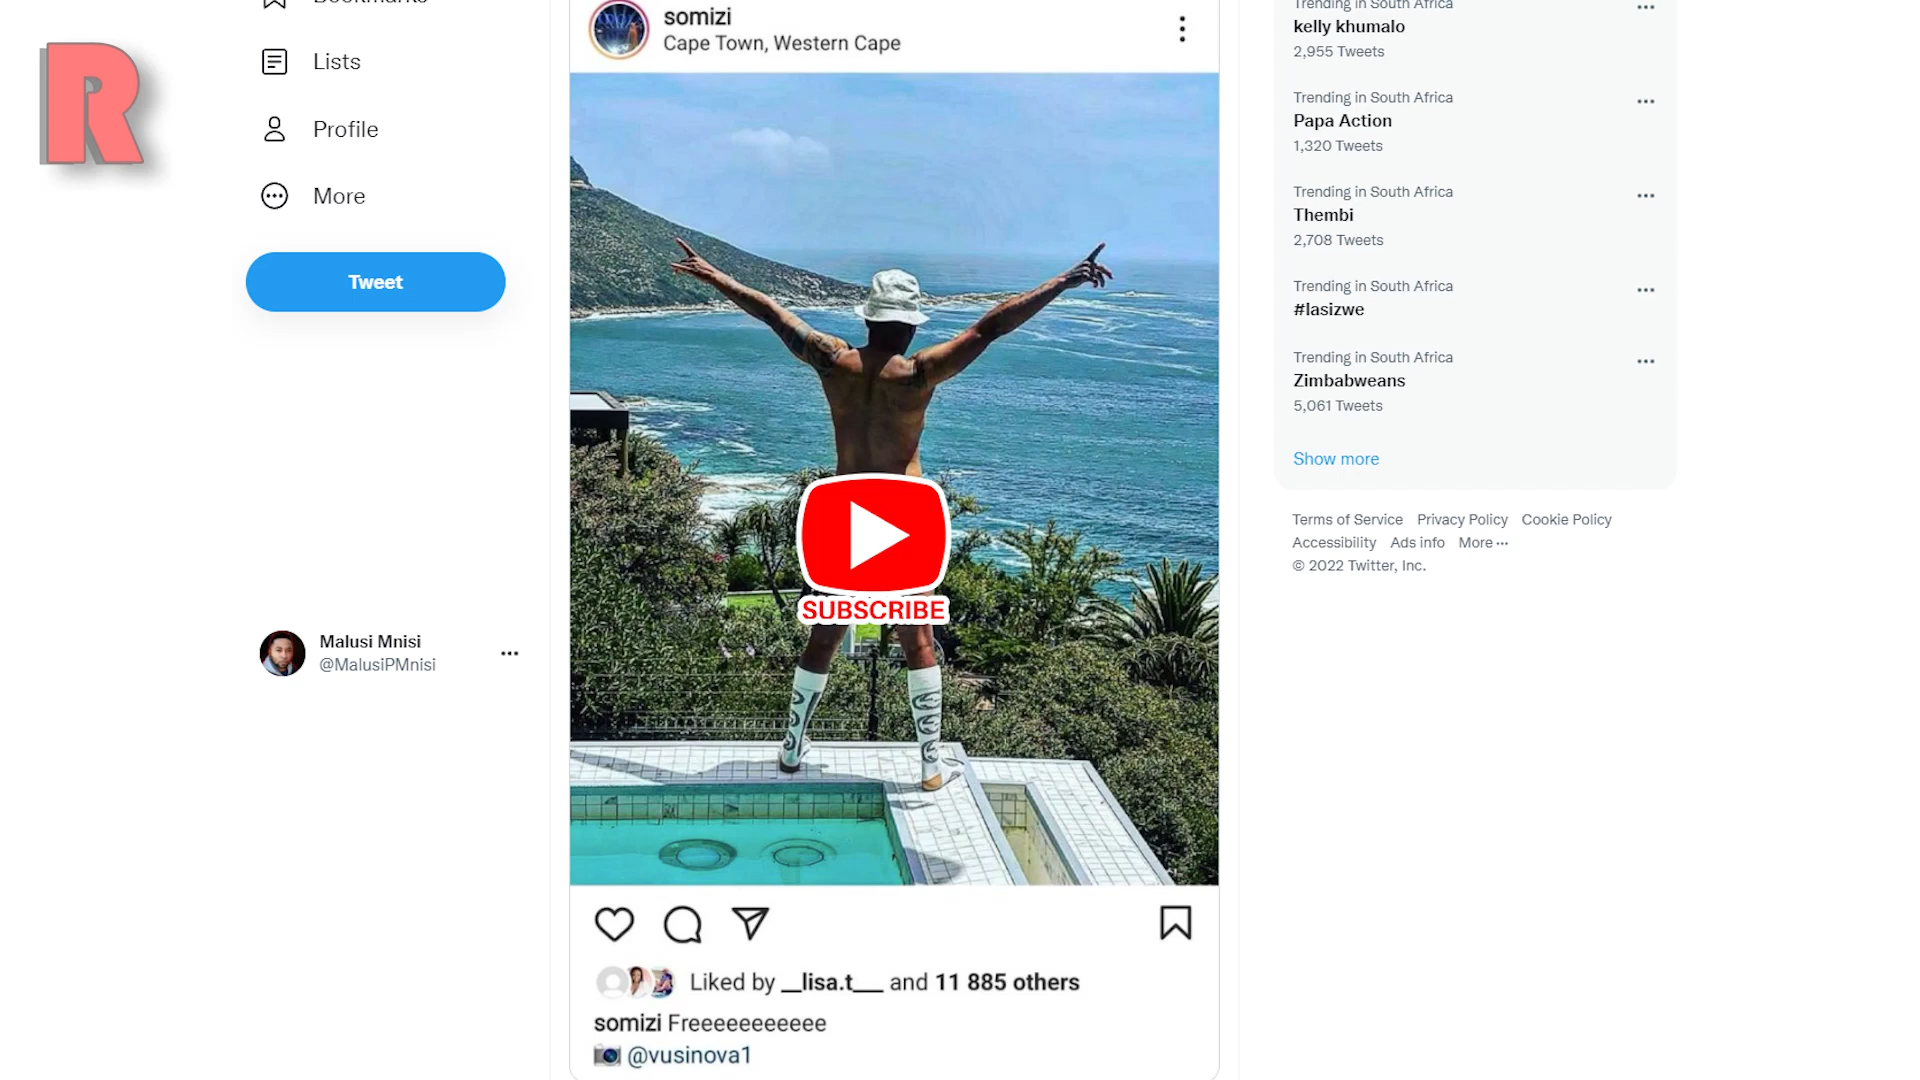 R
Lists
Profile
More
Tweet
Malusi Mnisi
@MalusiPMnisi
somizi
Cape Town, Western Cape
SUBSCRIBE
Liked by __lisa.t___ and 11 885 others
somizi Freeeeeeeeeee
@vusinova1
Trending in South Africa
kelly khumalo
2,955 Tweets
Trending in South Africa
Papa Action
1,320 Tweets
Trending in South Africa
Thembi
2,708 Tweets
Trending in South Africa
#lasizwe
Trending in South Africa
Zimbabweans
5,061 Tweets
Show more
Terms of Service Privacy Policy Cookie Policy
Accessibility Ads info More ···
© 2022 Twitter, Inc.